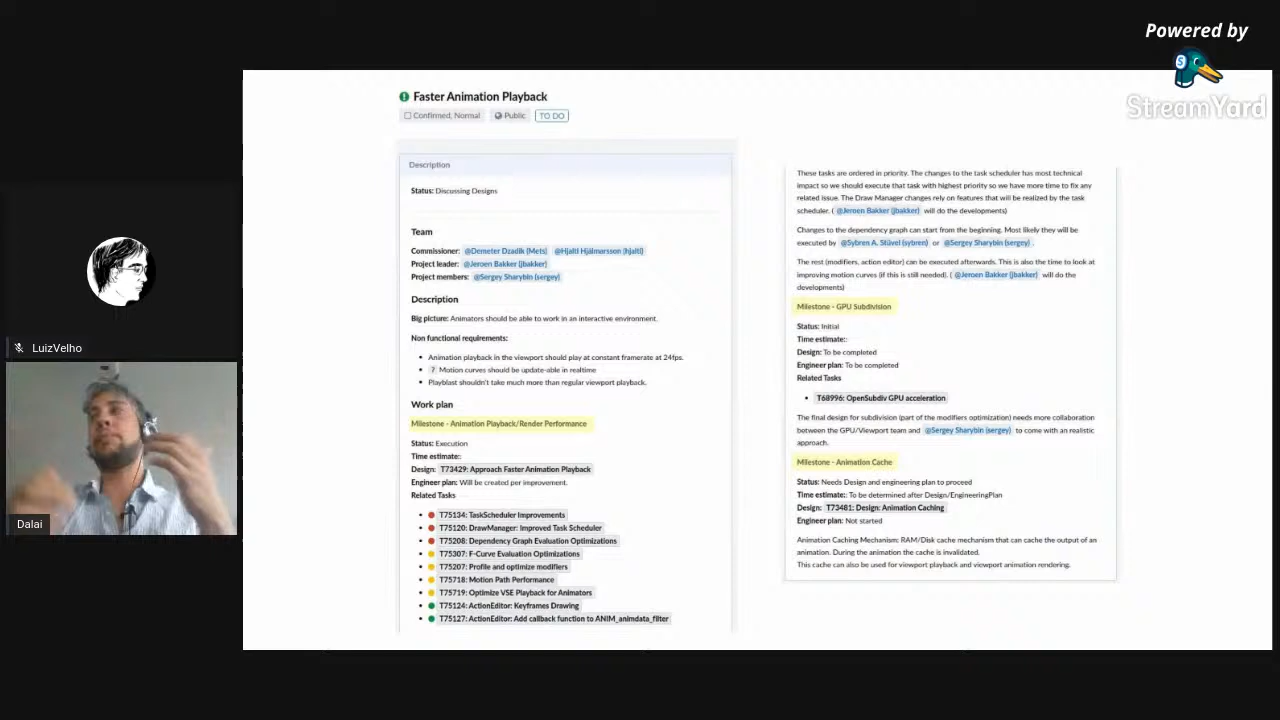 Powered by
StreamYard
LuizVelho
Dalai
Faster Animation Playback
Confirmed, Normal
Public
TO DO
Description
Status: Discussing Designs
Team
Commissioner: @Demeter Dzadik (Mets) @Hjalti Hjálmarsson (hjalti)
Project leader: @Jeroen Bakker (jbakker)
Project members: @Sergey Sharybin (sergey)
Description
Big picture: Animators should be able to work in an interactive environment.
Non functional requirements:
• Animation playback in the viewport should play at constant framerate at 24fps.
• ? Motion curves should be update-able in realtime
• Playblast shouldn't take much more than regular viewport playback.
Work plan
Milestone - Animation Playback/Render Performance
Status: Execution
Time estimate:
Design: T73429: Approach Faster Animation Playback
Engineer plan: Will be created per improvement.
Related Tasks
• T75134: TaskScheduler Improvements
• T75120: DrawManager: Improved Task Scheduler
• T75208: Dependency Graph Evaluation Optimizations
• T75307: F-Curve Evaluation Optimizations
• T75207: Profile and optimize modifiers
• T75718: Motion Path Performance
• T75719: Optimize VSE Playback for Animators
• T75124: ActionEditor: Keyframes Drawing
• T75127: ActionEditor: Add callback function to ANIM_animdata_filter
These tasks are ordered in priority. The changes to the task scheduler has most technical
impact so we should execute that task with highest priority so we have more time to fix any
related issue. The Draw Manager changes rely on features that will be realized by the task
scheduler. ( @Jeroen Bakker (jbakker) will do the developments)
Changes to the dependency graph can start from the beginning. Most likely they will be
executed by @Sybren A. Stüvel (sybren) or @Sergey Sharybin (sergey) .
The rest (modifiers, action editor) can be executed afterwards. This is also the time to look at
improving motion curves (if this is still needed). ( @Jeroen Bakker (jbakker) will do the
developments)
Milestone - GPU Subdivision
Status: Initial
Time estimate:
Design: To be completed
Engineer plan: To be completed
Related Tasks
• T68996: OpenSubdiv GPU acceleration
The final design for subdivision (part of the modifiers optimization) needs more collaboration
between the GPU/Viewport team and @Sergey Sharybin (sergey) to come with an realistic
approach.
Milestone - Animation Cache
Status: Needs Design and engineering plan to proceed
Time estimate: To be determined after Design/EngineeringPlan
Design: T73481: Design: Animation Caching
Engineer plan: Not started
Animation Caching Mechanism: RAM/Disk cache mechanism that can cache the output of an
animation. During the animation the cache is invalidated.
This cache can also be used for viewport playback and viewport animation rendering.